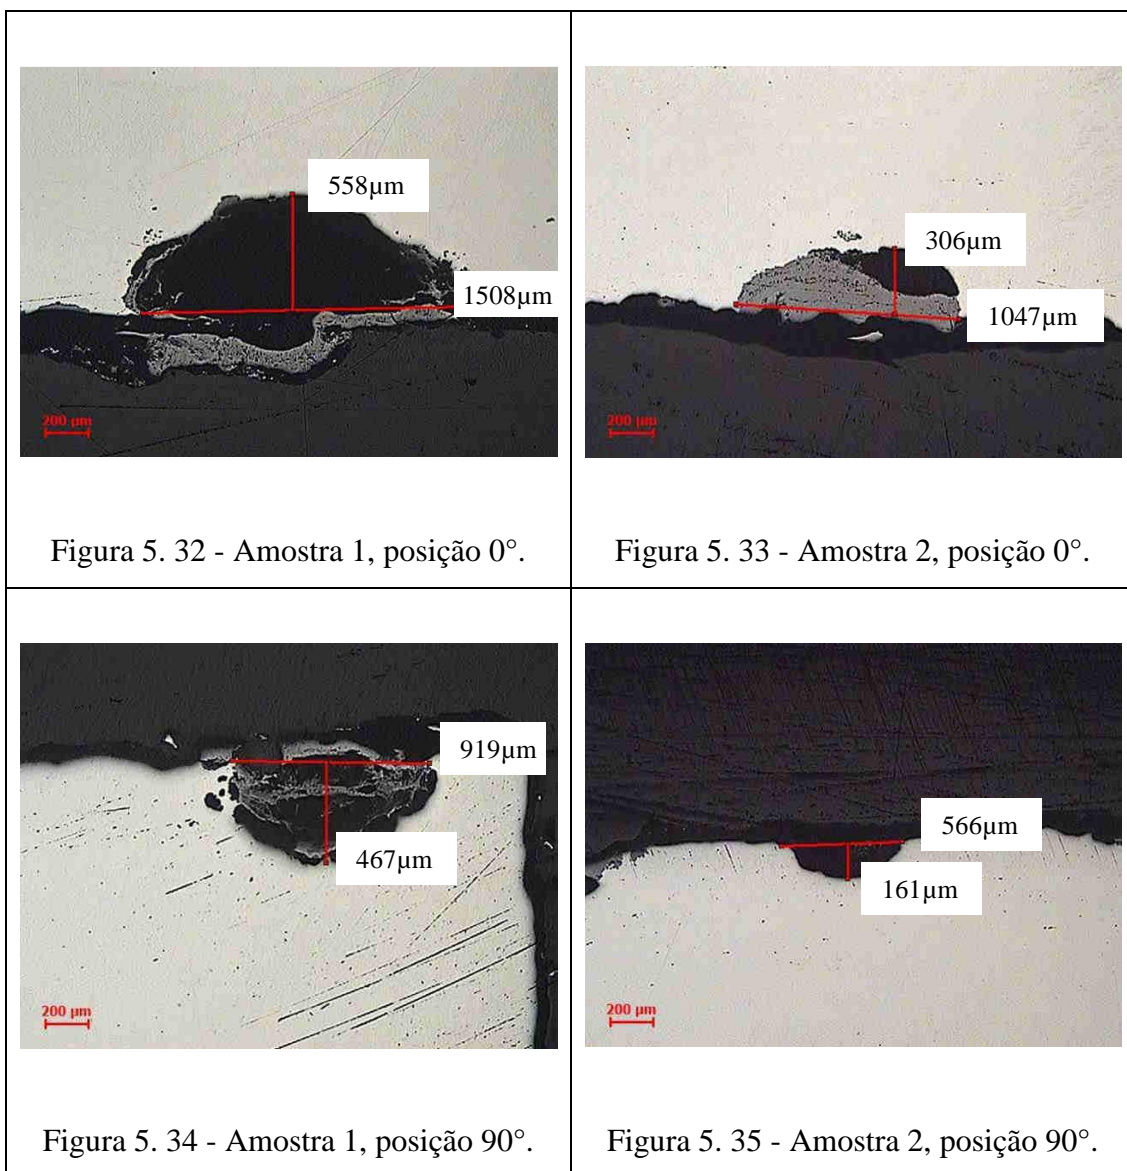 558µm
1508µm
200 µm
Figura 5. 32 - Amostra 1, posição 0°.
306µm
1047µm
200 µm
Figura 5. 33 - Amostra 2, posição 0°.
919µm
467µm
200 µm
Figura 5. 34 - Amostra 1, posição 90°.
566µm
161µm
200 µm
Figura 5. 35 - Amostra 2, posição 90°.